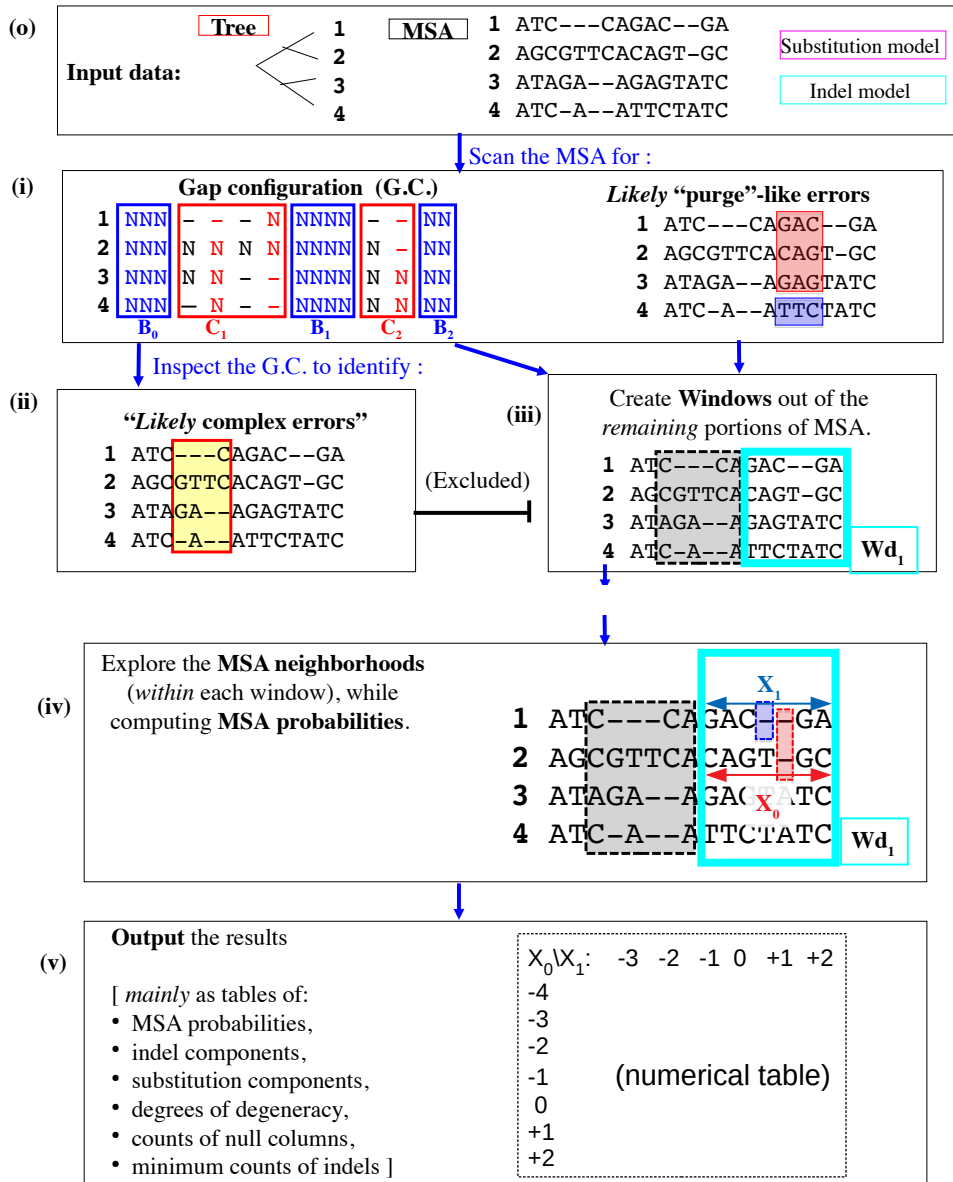 (o)
Tree
1
2
3
4
Input data:
MSA
1 ATC---CAGAC--GA
2 AGCGTTCACAGT-GC
3 ATAGA--AGAGTATC
4 ATC-A--ATTCTATC
Substitution model
Indel model
Scan the MSA for :
(i)
Gap configuration (G.C.)
1 NNN - - - N NNNN - - NN
2 NNN N N N N NNNN N - NN
3 NNN N N - - NNNN N N NN
4 NNN - N - - NNNN N N NN
B0 C1 B1 C2 B2
Likely “purge”-like errors
1 ATC---CAGAC--GA
2 AGCGTTCACAGT-GC
3 ATAGA--AGAGTATC
4 ATC-A--ATTCTATC
Inspect the G.C. to identify :
(ii)
“Likely complex errors”
1 ATC---CAGAC--GA
2 AGCGTTCACAGT-GC
3 ATAGA--AGAGTATC
4 ATC-A--ATTCTATC
(Excluded)
(iii)
Create Windows out of the
remaining portions of MSA.
1 ATC---CAGAC--GA
2 AGCGTTCACAGT-GC
3 ATAGA--AGAGTATC
4 ATC-A--ATTCTATC
Wd1
(iv)
Explore the MSA neighborhoods
(within each window), while
computing MSA probabilities.
X1
1 ATC---CAGAC--GA
2 AGCGTTCACAGT-GC
3 ATAGA--AGAGTATC
X0
4 ATC-A--ATTCTATC
Wd1
(v)
Output the results
[ mainly as tables of:
• MSA probabilities,
• indel components,
• substitution components,
• degrees of degeneracy,
• counts of null columns,
• minimum counts of indels ]
X0\X1: -3 -2 -1 0 +1 +2
-4
-3
-2
-1
0
+1
+2
(numerical table)